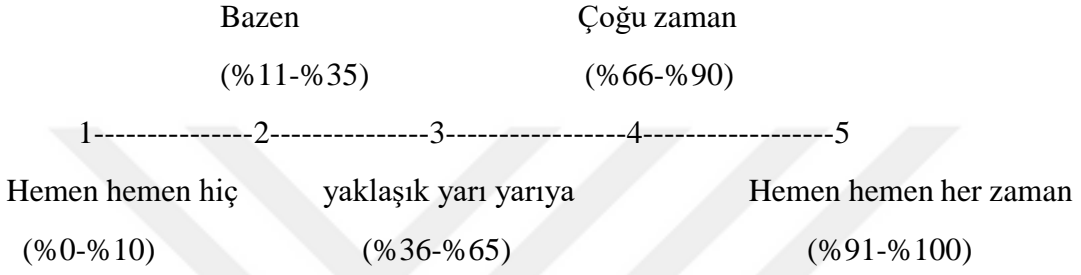 Bazen Çoğu zaman
(%11-%35) (%66-%90)
1---------------2---------------3-----------------4------------------5
Hemen hemen hiç yaklaşık yarı yarıya Hemen hemen her zaman
(%0-%10) (%36-%65) (%91-%100)